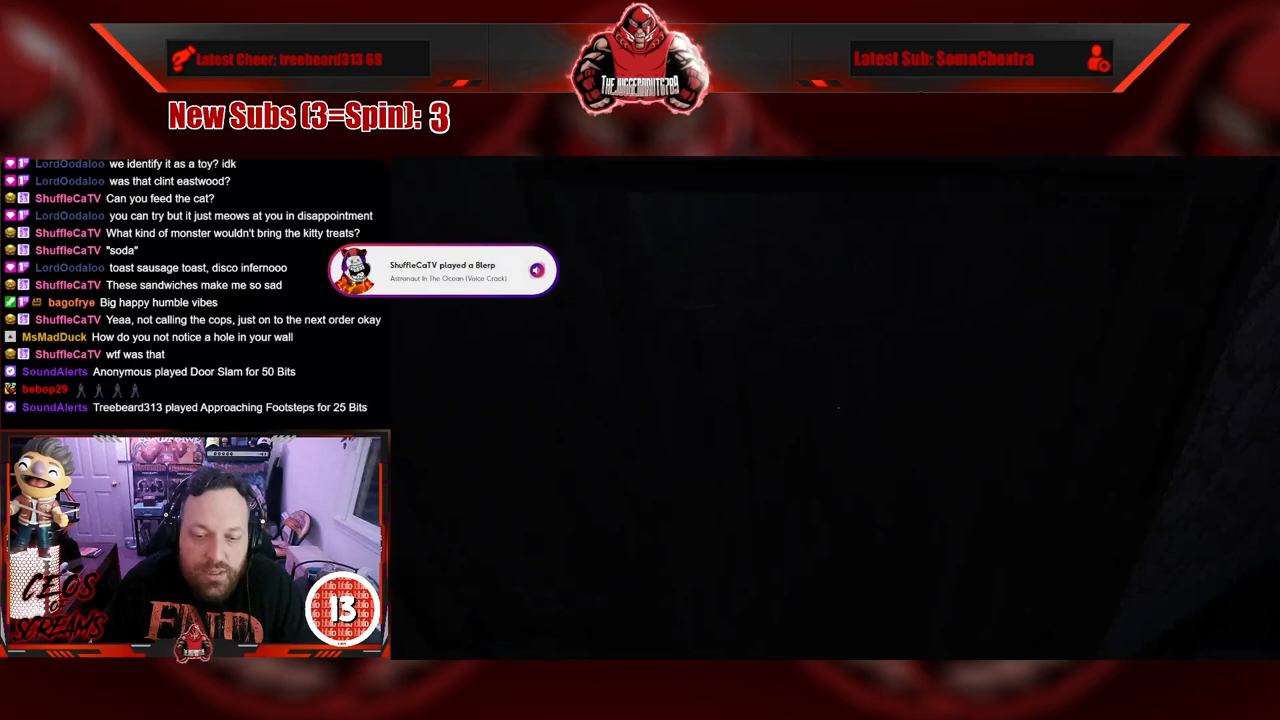 Latest Cheer: treebeard313 69
THEJUGGERNAUT6789
Latest Sub: SomaChextra
New Subs (3=Spin): 3
LordOodaloo we identify it as a toy? idk
LordOodaloo was that clint eastwood?
ShuffleCaTV Can you feed the cat?
LordOodaloo you can try but it just meows at you in disappointment
ShuffleCaTV What kind of monster wouldn't bring the kitty treats?
ShuffleCaTV "soda"
LordOodaloo toast sausage toast, disco infernooo
ShuffleCaTV These sandwiches make me so sad
bagofrye Big happy humble vibes
ShuffleCaTV Yeaa, not calling the cops, just on to the next order okay
MsMadDuck How do you not notice a hole in your wall
ShuffleCaTV wtf was that
SoundAlerts Anonymous played Door Slam for 50 Bits
bebop29
SoundAlerts Treebeard313 played Approaching Footsteps for 25 Bits
ShuffleCaTV played a Blerp
Astronaut In The Ocean (Voice Crack)
CEOS
OF
SCREAMS
END
13